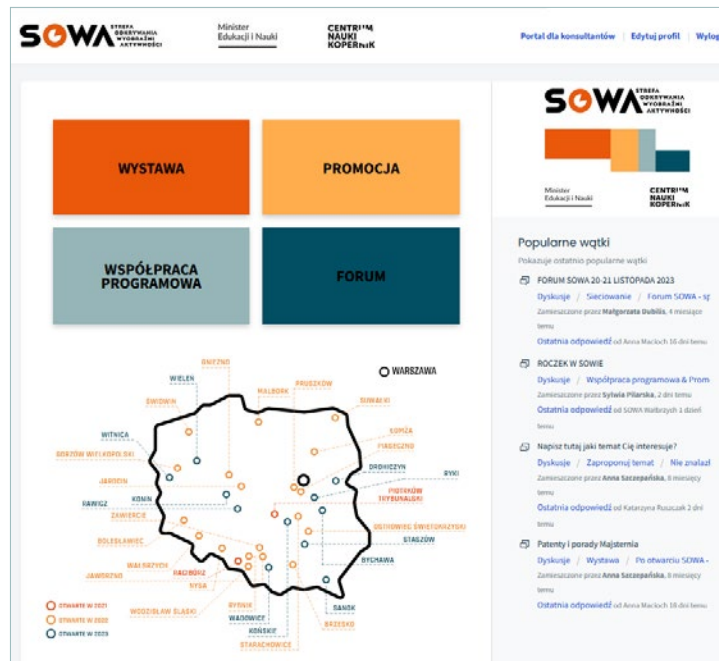 SOWA STREFA ODKRYWANIA WYOBRAŹNI AKTYWNOŚCI
Minister
Edukacji i Nauki
CENTRUM
NAUKI
KOPERNIK
Portal dla konsultantów | Edytuj profil | Wylog
WYSTAWA
PROMOCJA
WSPÓŁPRACA
PROGRAMOWA
FORUM
SOWA STREFA ODKRYWANIA WYOBRAŹNI AKTYWNOŚCI
Minister
Edukacji i Nauki
CENTRUM
NAUKI
KOPERNIK
Popularne wątki
Pokazuje ostatnio popularne wątki
FORUM SOWA 20-21 LISTOPADA 2023
Dyskusje / Sieciowanie / Forum SOWA - sp
Zamieszczone przez Małgorzata Dubilis, 4 miesiące
temu
Ostatnia odpowiedź od Anna Macioch 16 dni temu
ROCZEK W SOWIE
Dyskusje / Współpraca programowa & Prom
Zamieszczone przez Sylwia Pilarska, 2 dni temu
Ostatnia odpowiedź od SOWA Wałbrzych 1 dzień
temu
Napisz tutaj jaki temat Cię interesuje?
Dyskusje / Zaproponuj temat / Nie znalazł
Zamieszczone przez Anna Szczepańska, 8 miesięcy
temu
Ostatnia odpowiedź od Katarzyna Ruszczak 2 dni
temu
Patenty i porady Majsternia
Dyskusje / Wystawa / Po otwarciu SOWA -
Zamieszczone przez Anna Szczepańska, 8 miesięcy
temu
Ostatnia odpowiedź od Anna Macioch 18 dni temu
WARSZAWA
GNIEZNO
WIELEŃ
MALBORK
PRUSZKÓW
ŚWIDWIN
SUWAŁKI
WITNICA
ŁOMŻA
PIASECZNO
GORZÓW WIELKOPOLSKI
DROHICZYN
RYKI
JAROCIN
RAWICZ
KONIN
PIOTRKÓW
TRYBUNALSKI
ZAWIERCIE
OSTROWIEC ŚWIĘTOKRZYSKI
BOLESŁAWIEC
STASZÓW
WAŁBRZYCH
BYCHAWA
JAWORZNO
RACIBÓRZ
NYSA
WODZISŁAW ŚLĄSKI
RYBNIK
WADOWICE
KOŃSKIE
STARACHOWICE
BRZESKO
SANOK
OTWARTE W 2021
OTWARTE W 2022
OTWARTE W 2023